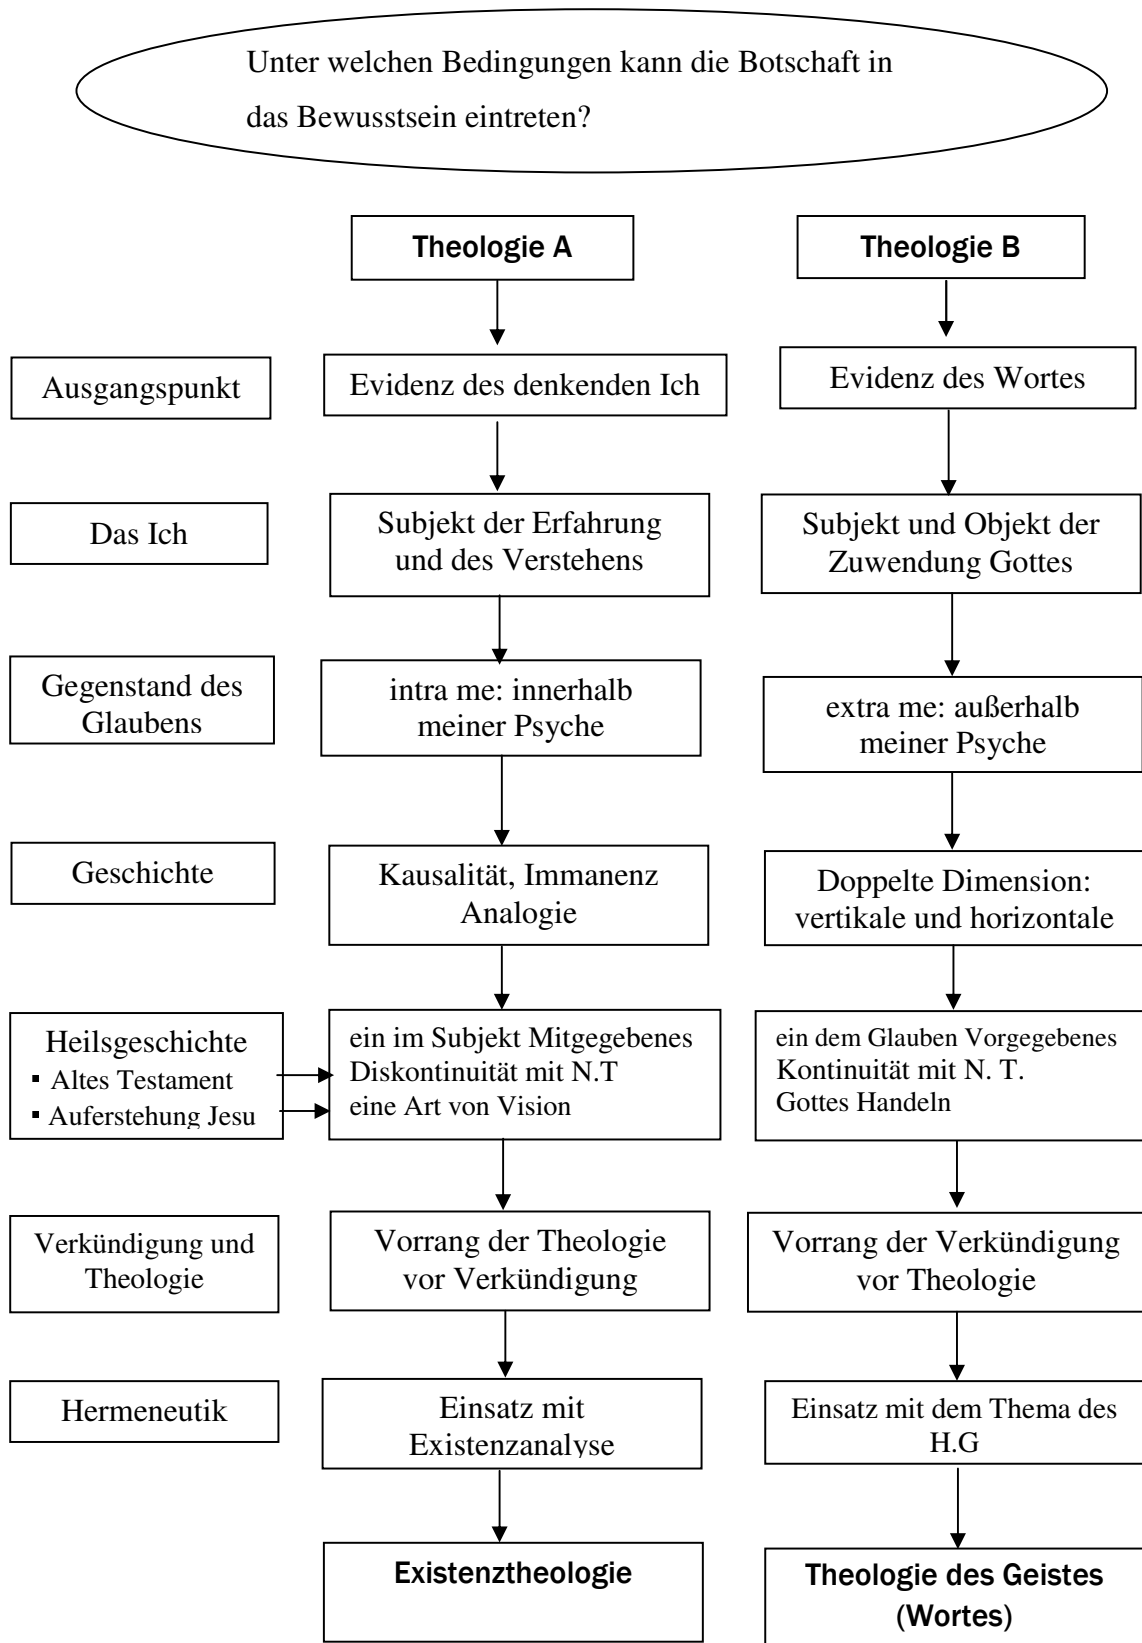 Unter welchen Bedingungen kann die Botschaft in
das Bewusstsein eintreten?
Theologie A
Theologie B
Ausgangspunkt
Evidenz des denkenden Ich
Evidenz des Wortes
Das Ich
Subjekt der Erfahrung
und des Verstehens
Subjekt und Objekt der
Zuwendung Gottes
Gegenstand des
Glaubens
intra me: innerhalb
meiner Psyche
extra me: außerhalb
meiner Psyche
Geschichte
Kausalität, Immanenz
Analogie
Doppelte Dimension:
vertikale und horizontale
Heilsgeschichte
▪ Altes Testament
▪ Auferstehung Jesu
ein im Subjekt Mitgegebenes
Diskontinuität mit N.T
eine Art von Vision
ein dem Glauben Vorgegebenes
Kontinuität mit N. T.
Gottes Handeln
Verkündigung und
Theologie
Vorrang der Theologie
vor Verkündigung
Vorrang der Verkündigung
vor Theologie
Hermeneutik
Einsatz mit
Existenzanalyse
Einsatz mit dem Thema des
H.G
Existenztheologie
Theologie des Geistes
(Wortes)